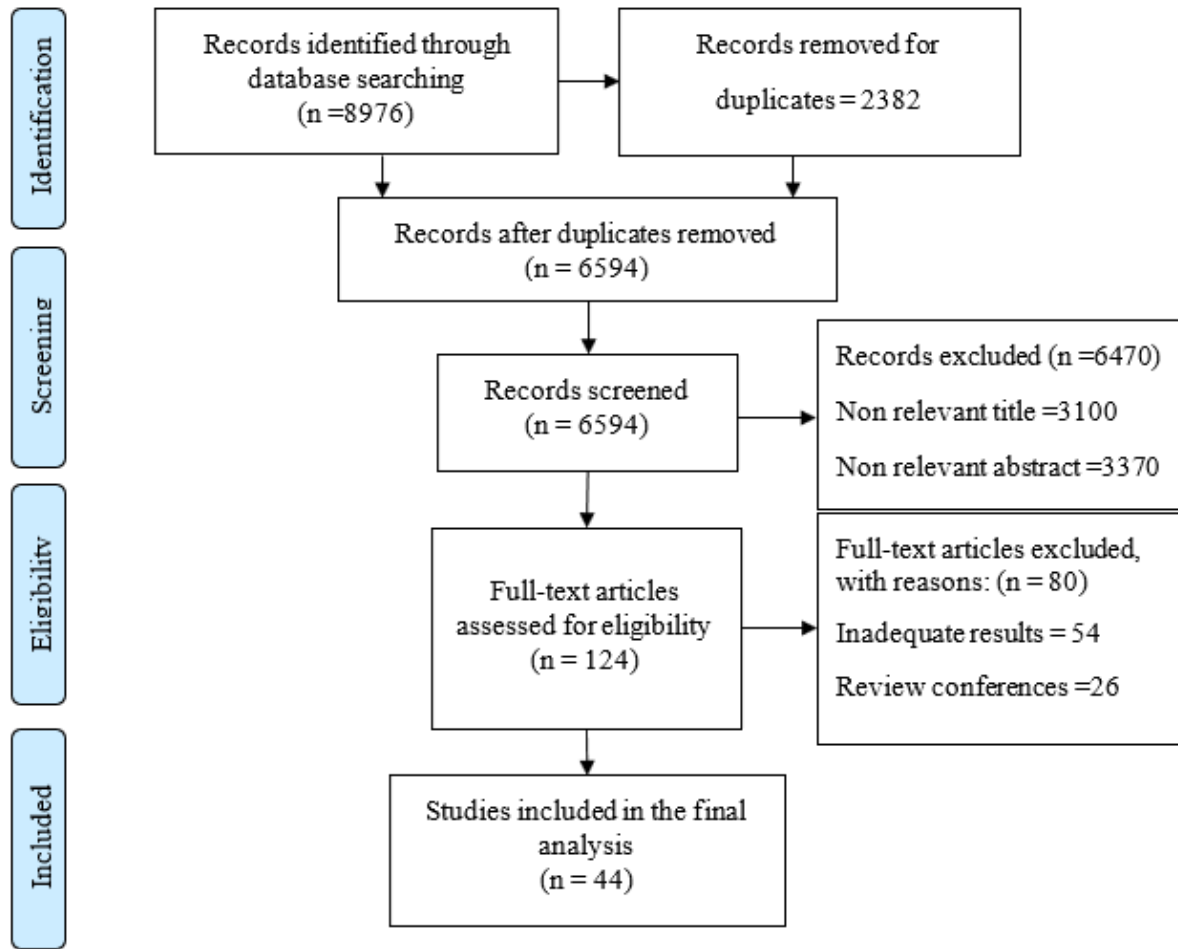 Identification
Records identified through
database searching
(n =8976)
Records removed for
duplicates = 2382
Records after duplicates removed
(n = 6594)
Screening
Records screened
(n = 6594)
Records excluded (n =6470)
Non relevant title =3100
Non relevant abstract =3370
Eligibility
Full-text articles
assessed for eligibility
(n = 124)
Full-text articles excluded,
with reasons: (n = 80)
Inadequate results = 54
Review conferences =26
Included
Studies included in the final
analysis
(n = 44)